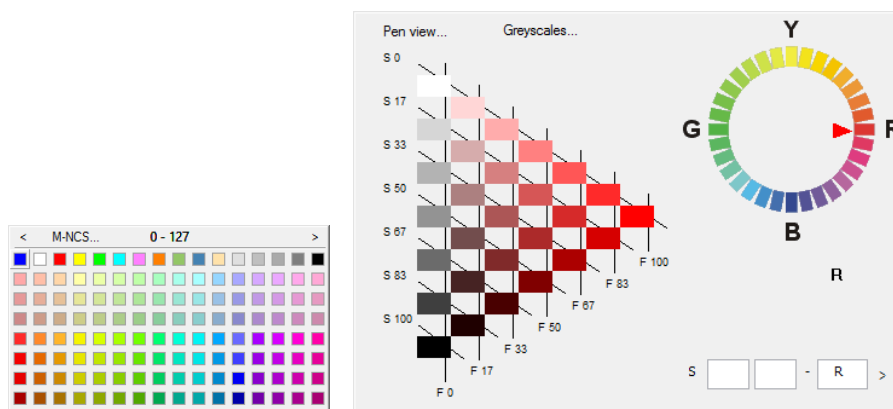 Pen view... Greyscales...
Y
S 0
S 17
G R
S 33
S 50
S 67
B
F 100
F 83
S 83
R
F 67
F 50
S 100
F 33
F 17
F 0
S - R >
< M-NCS... 0 - 127 >